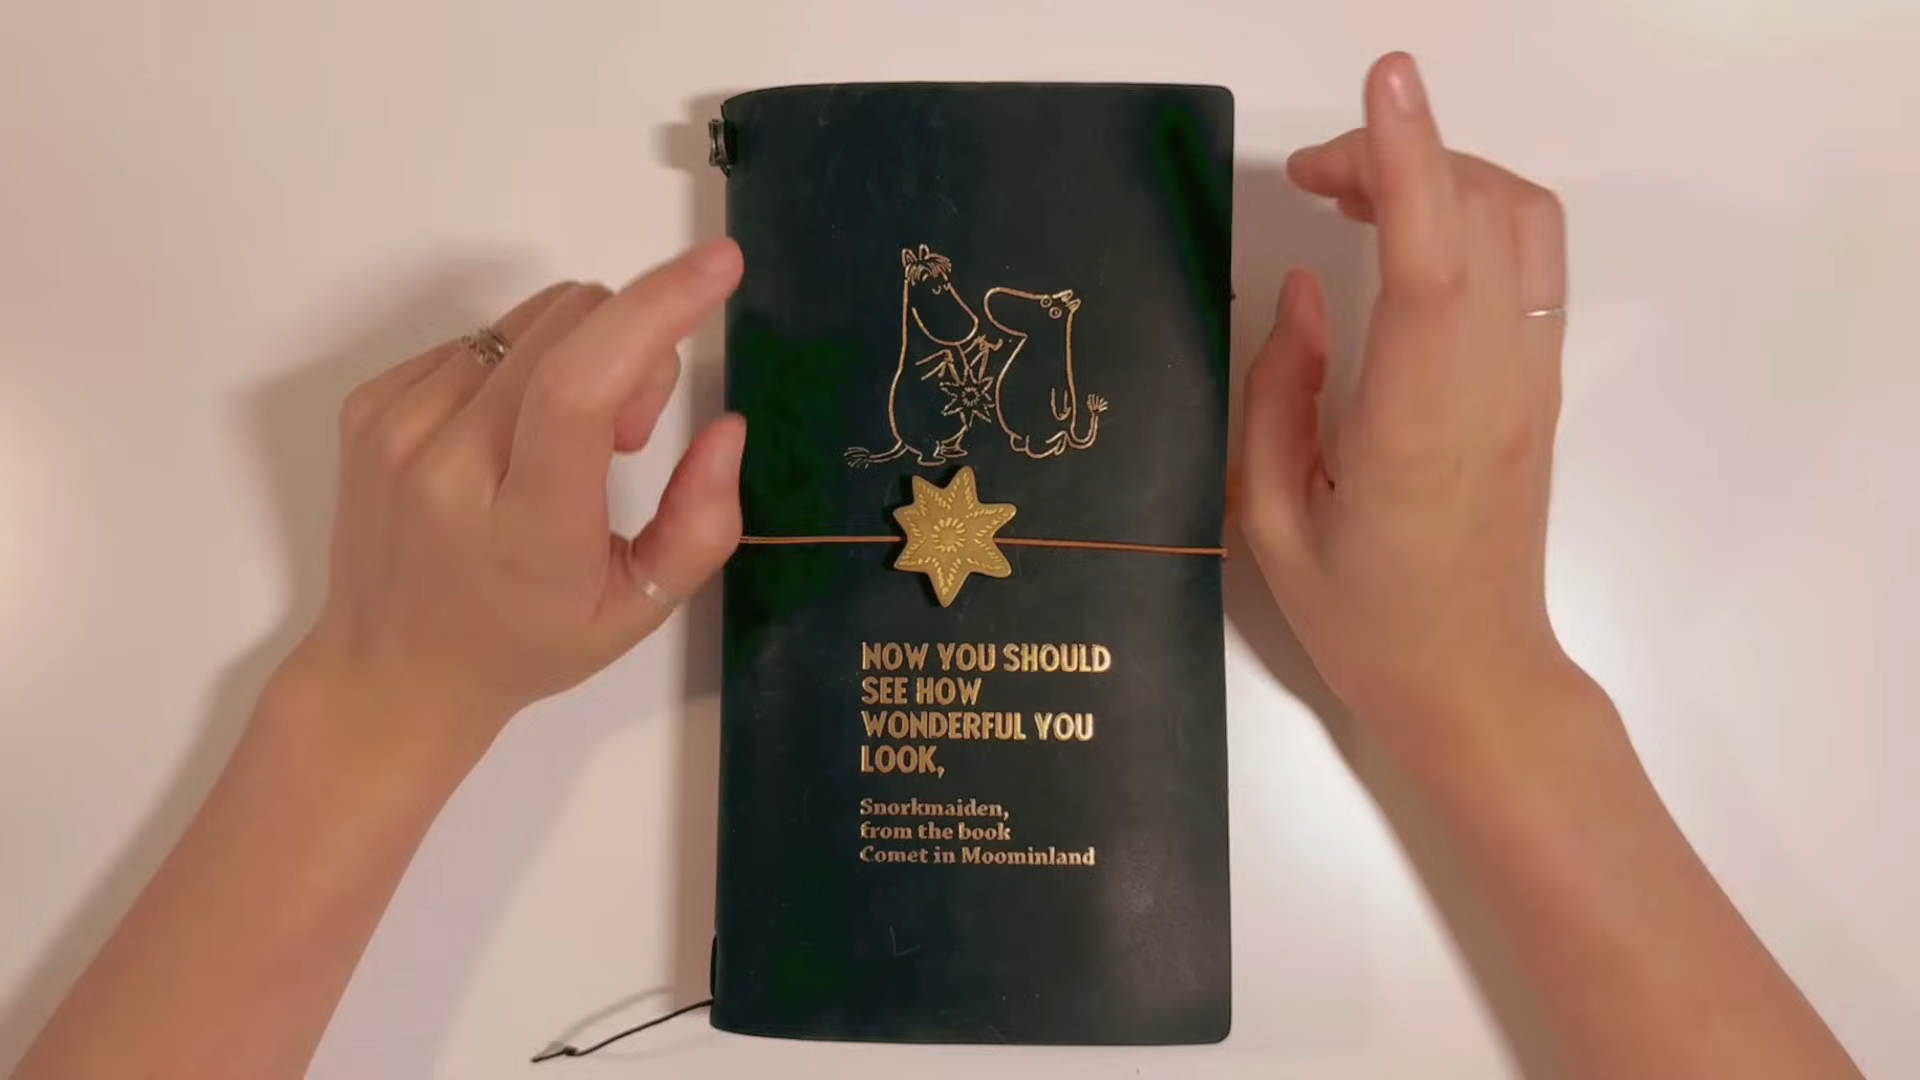 NOW YOU SHOULD
SEE HOW
WONDERFUL YOU
LOOK,
Snorkmaiden,
from the book
Comet in Moominland